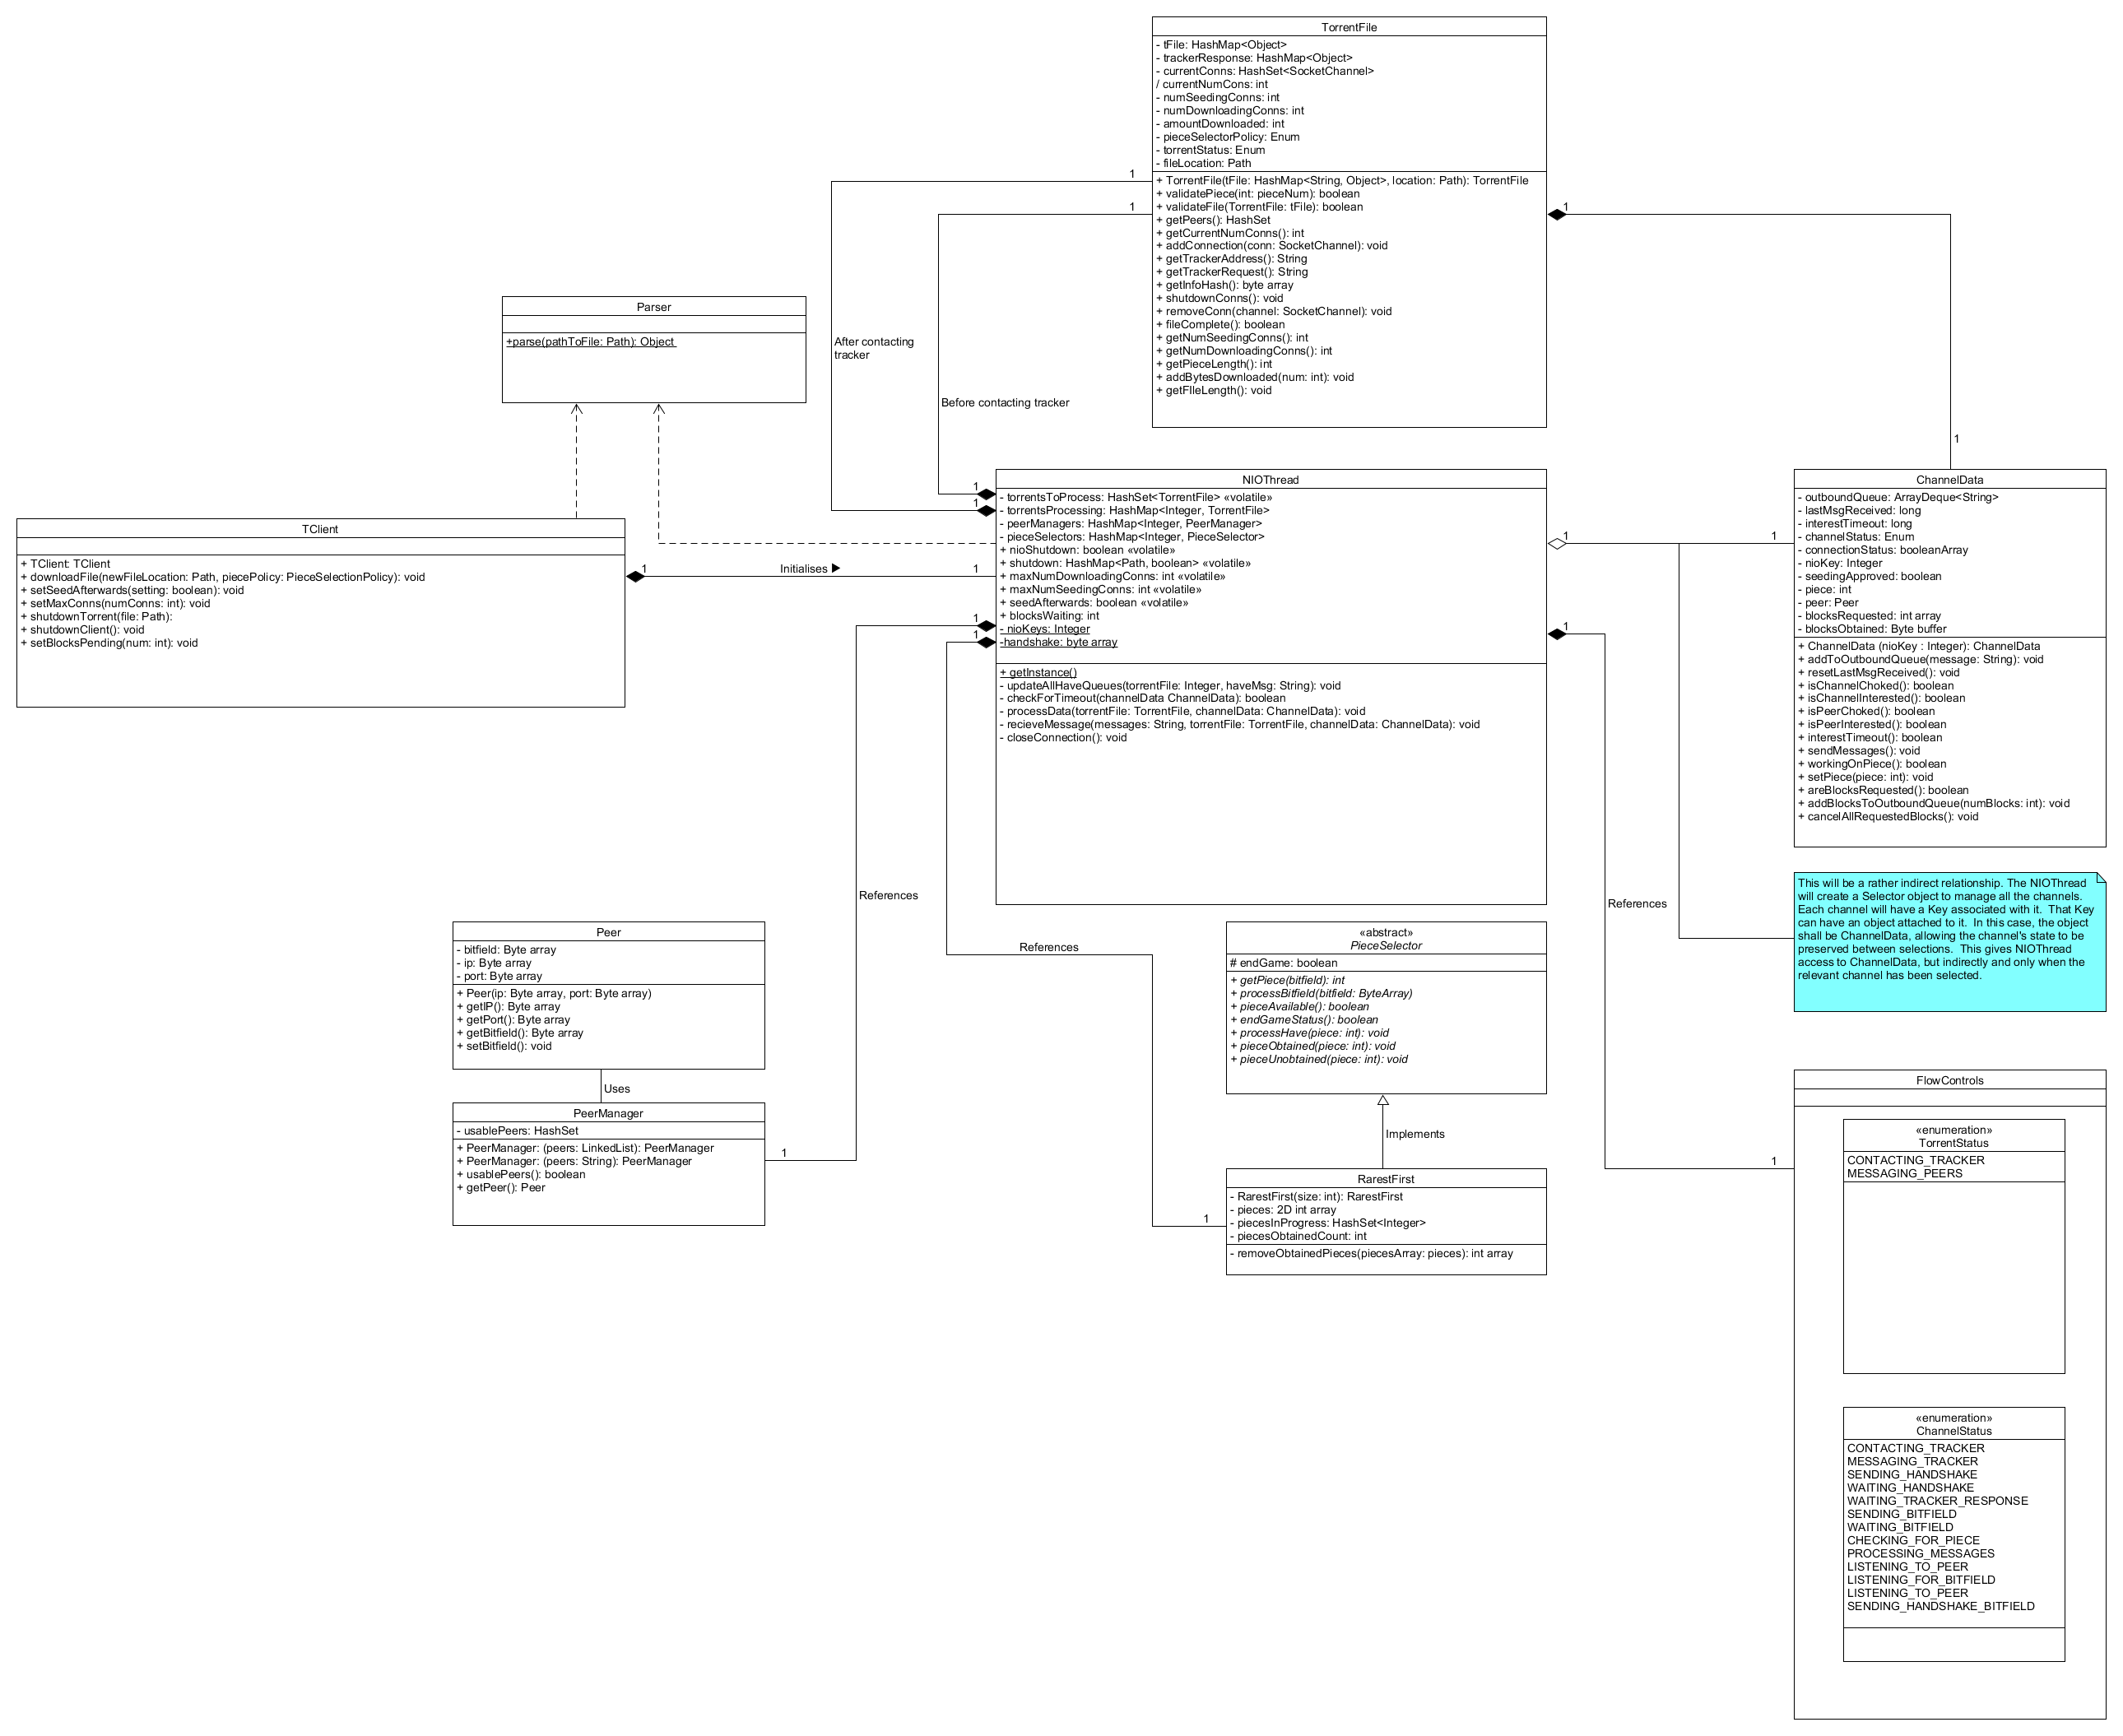 TorrentFile
- tFile: HashMap<Object>
- trackerResponse: HashMap<Object>
- currentConns: HashSet<SocketChannel>
/ currentNumCons: int
- numSeedingConns: int
- numDownloadingConns: int
- amountDownloaded: int
- pieceSelectorPolicy: Enum
- torrentStatus: Enum
- fileLocation: Path
+ TorrentFile(tFile: HashMap<String, Object>, location: Path): TorrentFile
+ validatePiece(int: pieceNum): boolean
+ validateFile(TorrentFile: tFile): boolean
+ getPeers(): HashSet
+ getCurrentNumConns(): int
+ addConnection(conn: SocketChannel): void
+ getTrackerAddress(): String
+ getTrackerRequest(): String
+ getInfoHash(): byte array
+ shutdownConns(): void
+ removeConn(channel: SocketChannel): void
+ fileComplete(): boolean
+ getNumSeedingConns(): int
+ getNumDownloadingConns(): int
+ getPieceLength(): int
+ addBytesDownloaded(num: int): void
+ getFIleLength(): void
1
1
1
1
After contacting
tracker
Before contacting tracker
Parser
+parse(pathToFile: Path): Object
TClient
+ TClient: TClient
+ downloadFile(newFileLocation: Path, piecePolicy: PieceSelectionPolicy): void
+ setSeedAfterwards(setting: boolean): void
+ setMaxConns(numConns: int): void
+ shutdownTorrent(file: Path):
+ shutdownClient(): void
+ setBlocksPending(num: int): void
1
Initialises ▶
1
1
1
1
1
NIOThread
- torrentsToProcess: HashSet<TorrentFile> «volatile»
- torrentsProcessing: HashMap<Integer, TorrentFile>
- peerManagers: HashMap<Integer, PeerManager>
- pieceSelectors: HashMap<Integer, PieceSelector>
+ nioShutdown: boolean «volatile»
+ shutdown: HashMap<Path, boolean> «volatile»
+ maxNumDownloadingConns: int «volatile»
+ maxNumSeedingConns: int «volatile»
+ seedAfterwards: boolean «volatile»
+ blocksWaiting: int
- nioKeys: Integer
-handshake: byte array
+ getInstance()
- updateAllHaveQueues(torrentFile: Integer, haveMsg: String): void
- checkForTimeout(channelData ChannelData): boolean
- processData(torrentFile: TorrentFile, channelData: ChannelData): void
- recieveMessage(messages: String, torrentFile: TorrentFile, channelData: ChannelData): void
- closeConnection(): void
1
1
1
ChannelData
- outboundQueue: ArrayDeque<String>
- lastMsgReceived: long
- interestTimeout: long
- channelStatus: Enum
- connectionStatus: booleanArray
- nioKey: Integer
- seedingApproved: boolean
- piece: int
- peer: Peer
- blocksRequested: int array
- blocksObtained: Byte buffer
+ ChannelData (nioKey : Integer): ChannelData
+ addToOutboundQueue(message: String): void
+ resetLastMsgReceived(): void
+ isChannelChoked(): boolean
+ isChannelInterested(): boolean
+ isPeerChoked(): boolean
+ isPeerInterested(): boolean
+ interestTimeout(): boolean
+ sendMessages(): void
+ workingOnPiece(): boolean
+ setPiece(piece: int): void
+ areBlocksRequested(): boolean
+ addBlocksToOutboundQueue(numBlocks: int): void
+ cancelAllRequestedBlocks(): void
This will be a rather indirect relationship. The NIOThread
will create a Selector object to manage all the channels.
Each channel will have a Key associated with it.  That Key
can have an object attached to it.  In this case, the object
shall be ChannelData, allowing the channel's state to be
preserved between selections.  This gives NIOThread
access to ChannelData, but indirectly and only when the
relevant channel has been selected.
References
References
References
Peer
- bitfield: Byte array
- ip: Byte array
- port: Byte array
+ Peer(ip: Byte array, port: Byte array)
+ getIP(): Byte array
+ getPort(): Byte array
+ getBitfield(): Byte array
+ setBitfield(): void
Uses
PeerManager
- usablePeers: HashSet
+ PeerManager: (peers: LinkedList): PeerManager
+ PeerManager: (peers: String): PeerManager
+ usablePeers(): boolean
+ getPeer(): Peer
1
«abstract»
PieceSelector
# endGame: boolean
+ getPiece(bitfield): int
+ processBitfield(bitfield: ByteArray)
+ pieceAvailable(): boolean
+ endGameStatus(): boolean
+ processHave(piece: int): void
+ pieceObtained(piece: int): void
+ pieceUnobtained(piece: int): void
Implements
RarestFirst
- RarestFirst(size: int): RarestFirst
- pieces: 2D int array
- piecesInProgress: HashSet<Integer>
- piecesObtainedCount: int
- removeObtainedPieces(piecesArray: pieces): int array
1
1
FlowControls
«enumeration»
TorrentStatus
CONTACTING_TRACKER
MESSAGING_PEERS
«enumeration»
ChannelStatus
CONTACTING_TRACKER
MESSAGING_TRACKER
SENDING_HANDSHAKE
WAITING_HANDSHAKE
WAITING_TRACKER_RESPONSE
SENDING_BITFIELD
WAITING_BITFIELD
CHECKING_FOR_PIECE
PROCESSING_MESSAGES
LISTENING_TO_PEER
LISTENING_FOR_BITFIELD
LISTENING_TO_PEER
SENDING_HANDSHAKE_BITFIELD